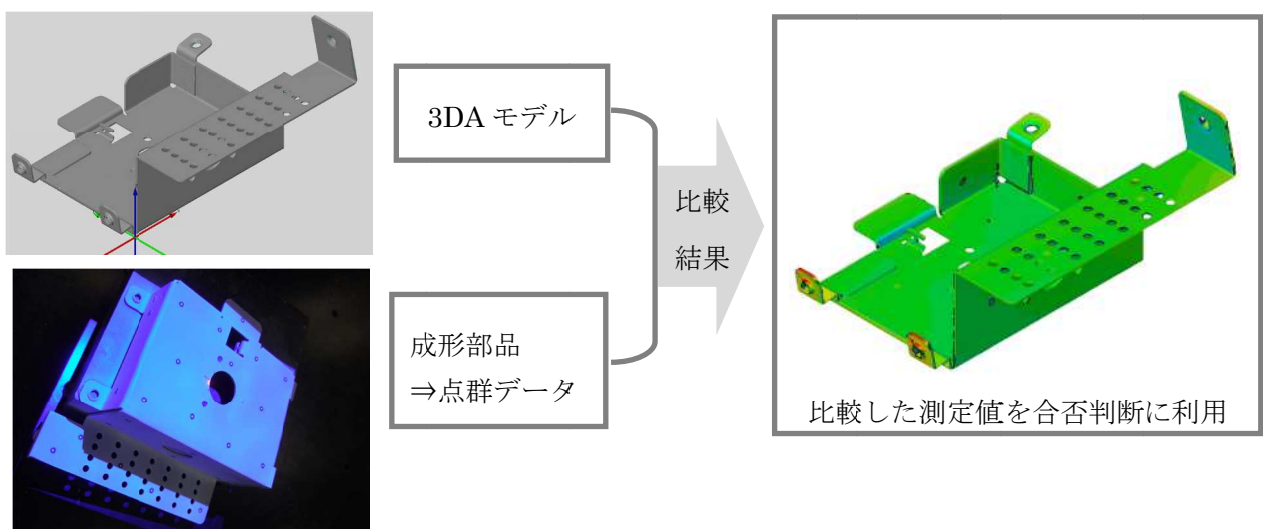 3DA モデル
成形部品
⇒点群データ
比較
結果
比較した測定値を合否判断に利用